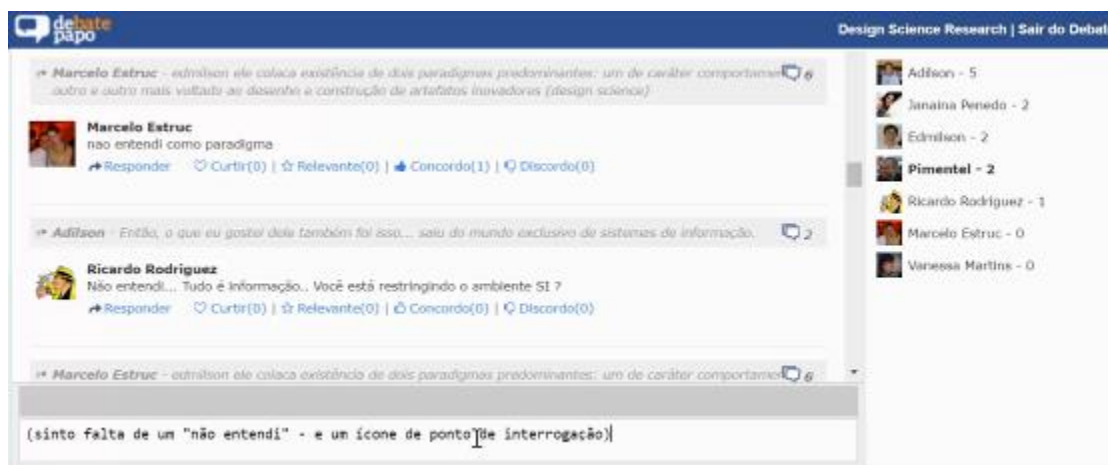 debate
papo
Design Science Research | Sair do Debat
Marcelo Estruc - edmilson ele colaca existência de dois paradigmas predominantes: um de caráter comportame 6
outro e outro mais voltado ao desenho e construção de artefatos inovadores (design science)
Marcelo Estruc
nao entendi como paradigma
Responder Curtir(0) | Relevante(0) | Concordo(1) | Discordo(0)
Adilson - Então, o que eu gostei dele também foi isso... saiu do mundo exclusivo de sistemas de informação. 2
Ricardo Rodriguez
Não entendi... Tudo é informação.. Você está restringindo o ambiente SI ?
Responder Curtir(0) | Relevante(0) | Concordo(0) | Discordo(0)
Marcelo Estruc - edmilson ele colaca existência de dois paradigmas predominantes: um de caráter comportame 6
(sinto falta de um "não entendi" - e um ícone de ponto de interrogação)
Adilson - 5
Janaina Penedo - 2
Edmilson - 2
Pimentel - 2
Ricardo Rodriguez - 1
Marcelo Estruc - 0
Vanessa Martins - 0